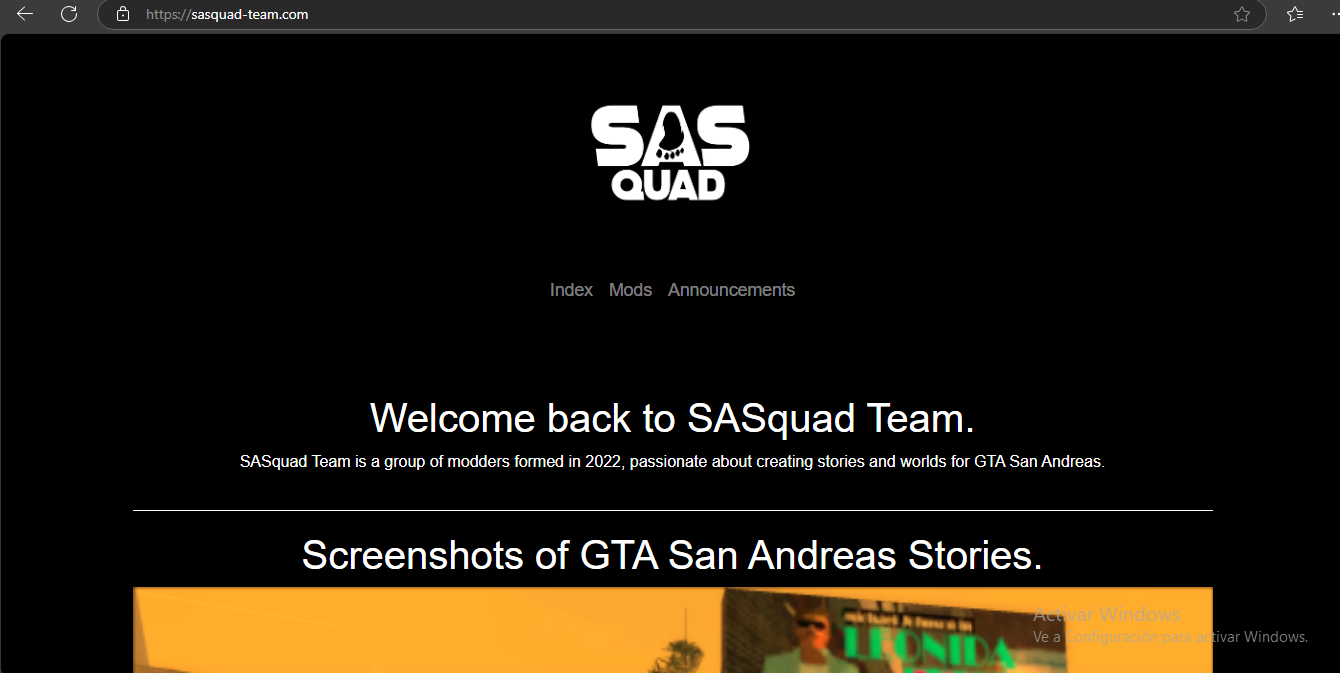 https://sasquad-team.com
SAS
QUAD
Index Mods Announcements
Welcome back to SASquad Team.
SASquad Team is a group of modders formed in 2022, passionate about creating stories and worlds for GTA San Andreas.
Screenshots of GTA San Andreas Stories.
LEONIDA
Activar Windows
Ve a Configuración para activar Windows.